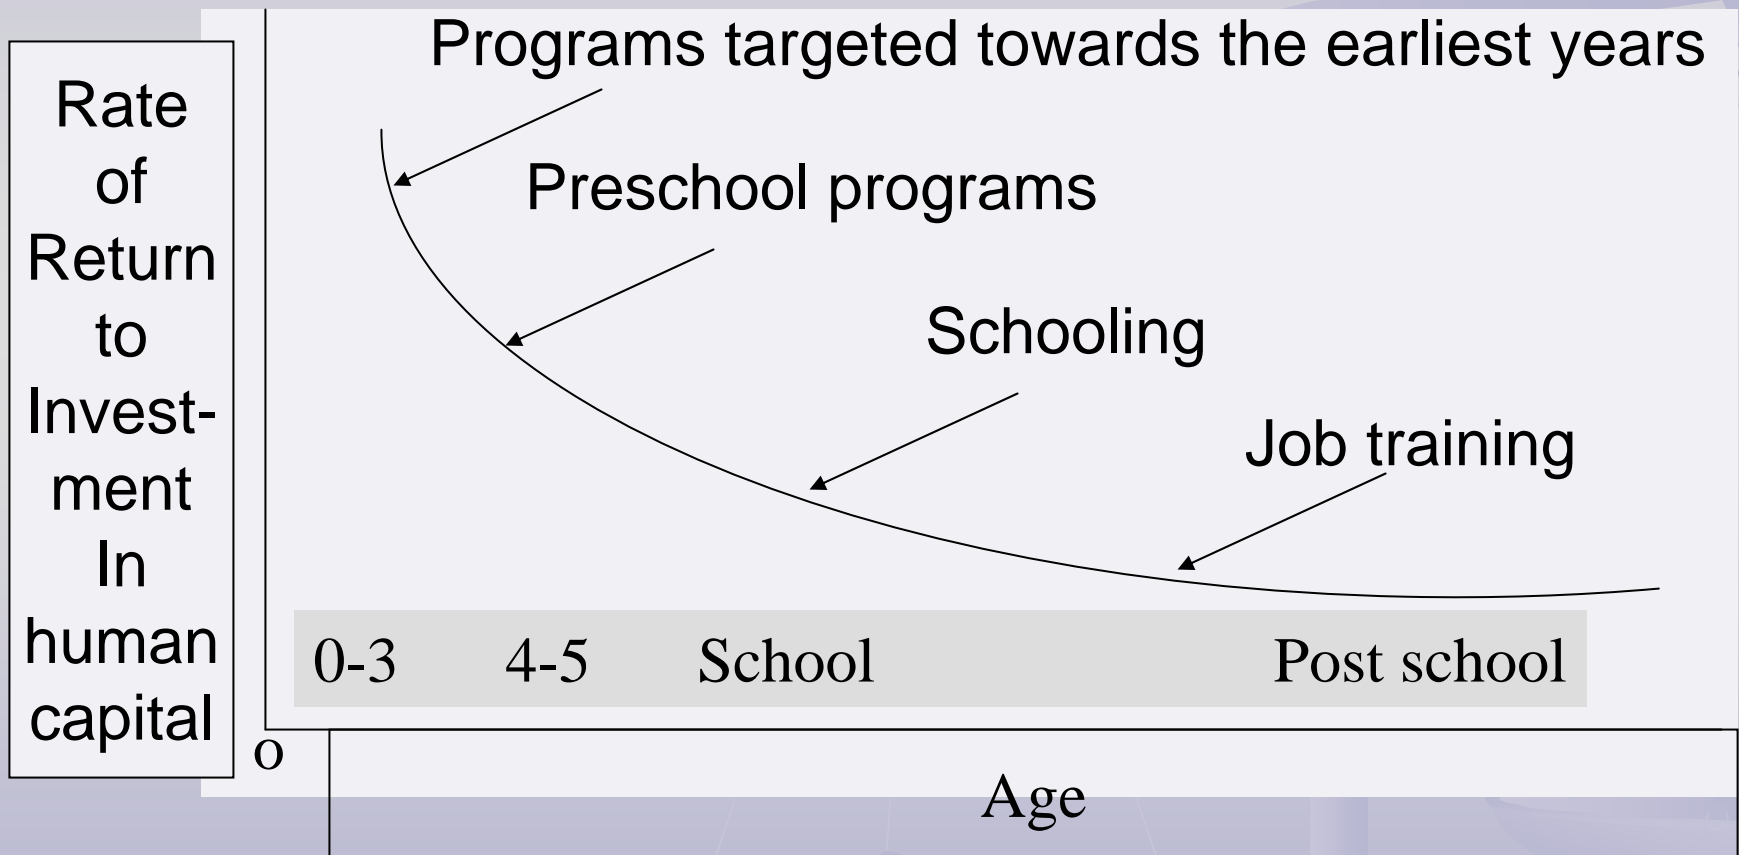 Programs targeted towards the earliest years
Rate
of
Return
to
Invest-
ment
In
human
capital
Preschool programs
Schooling
Job training
0-3 4-5 School Post school
o
Age